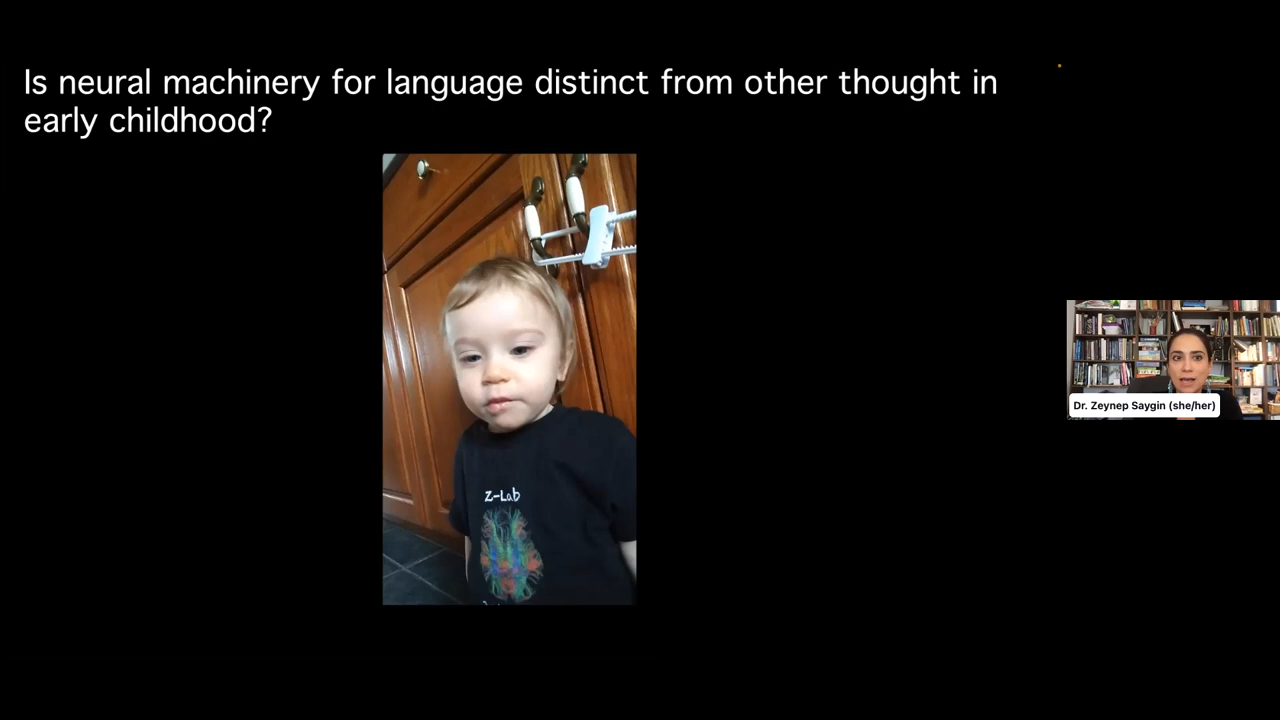 Is neural machinery for language distinct from other thought in
early childhood?
Z-Lab
Dr. Zeynep Saygin (she/her)